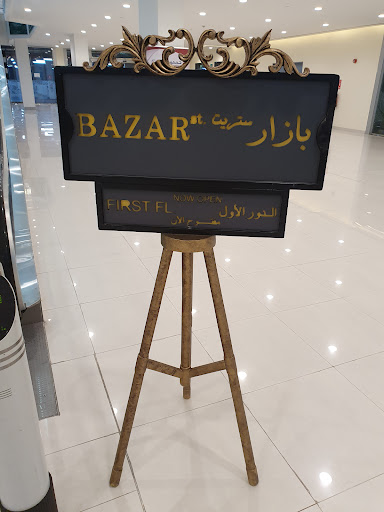 BAZAR st. بازار ستريت
NOW OPEN
FIRST FL الدور الأول